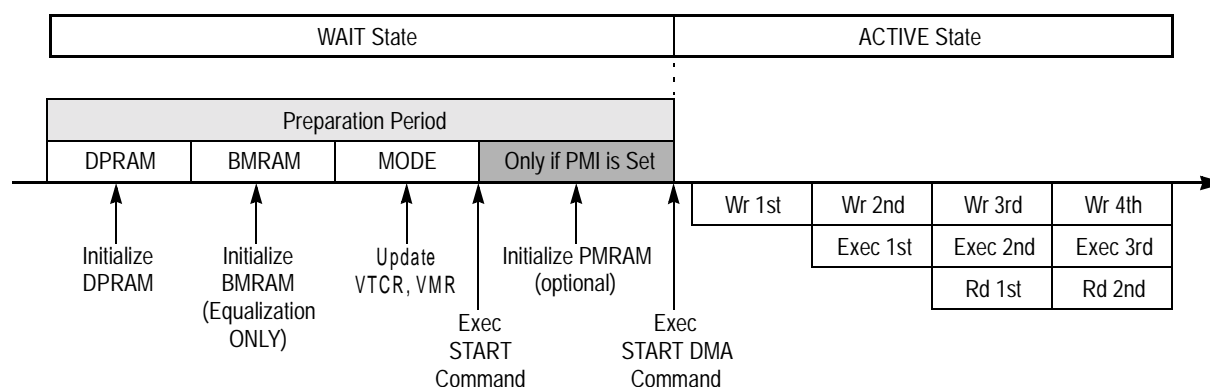 WAIT State
ACTIVE State
Preparation Period
DPRAM
BMRAM
MODE
Only if PMI is Set
Wr 1st
Wr 2nd
Wr 3rd
Wr 4th
Exec 1st
Exec 2nd
Exec 3rd
Rd 1st
Rd 2nd
Initialize
DPRAM
Initialize
BMRAM
(Equalization
ONLY)
Update
VTCR, VMR
Initialize PMRAM
(optional)
Exec
START
Command
Exec
START DMA
Command